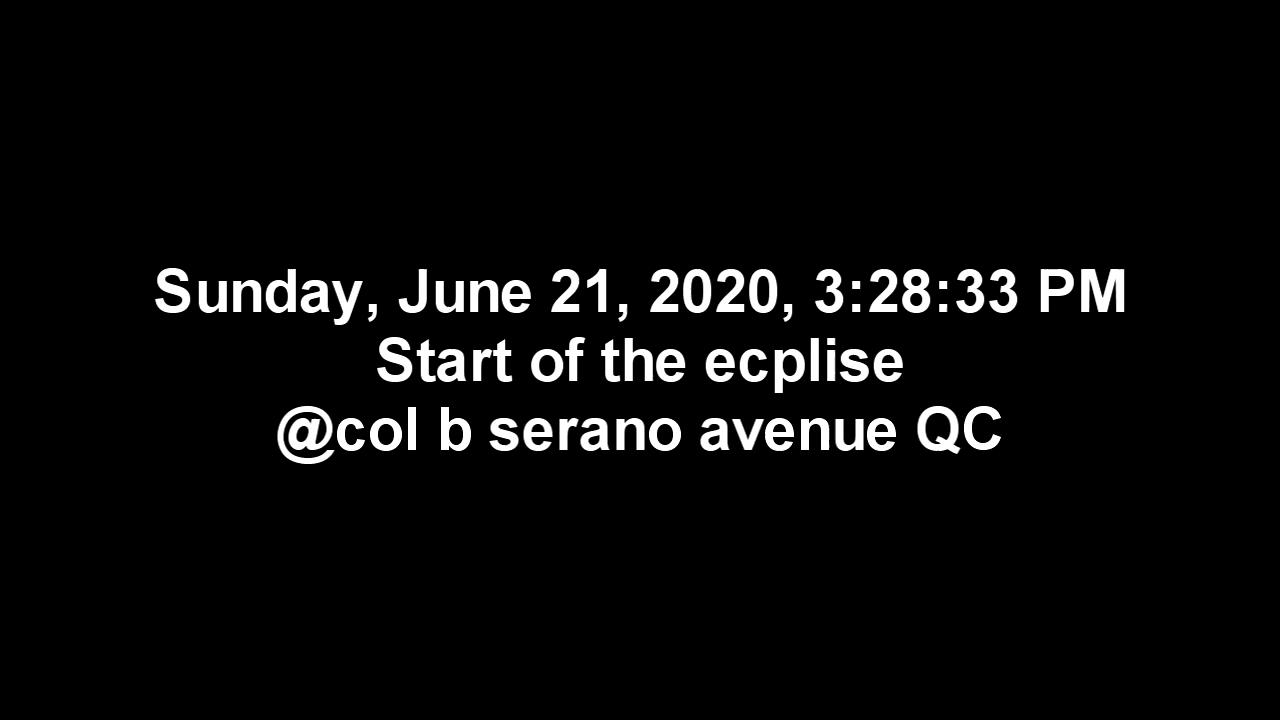 Sunday, June 21, 2020, 3:28:33 PM
Start of the ecplise
@col b serano avenue QC